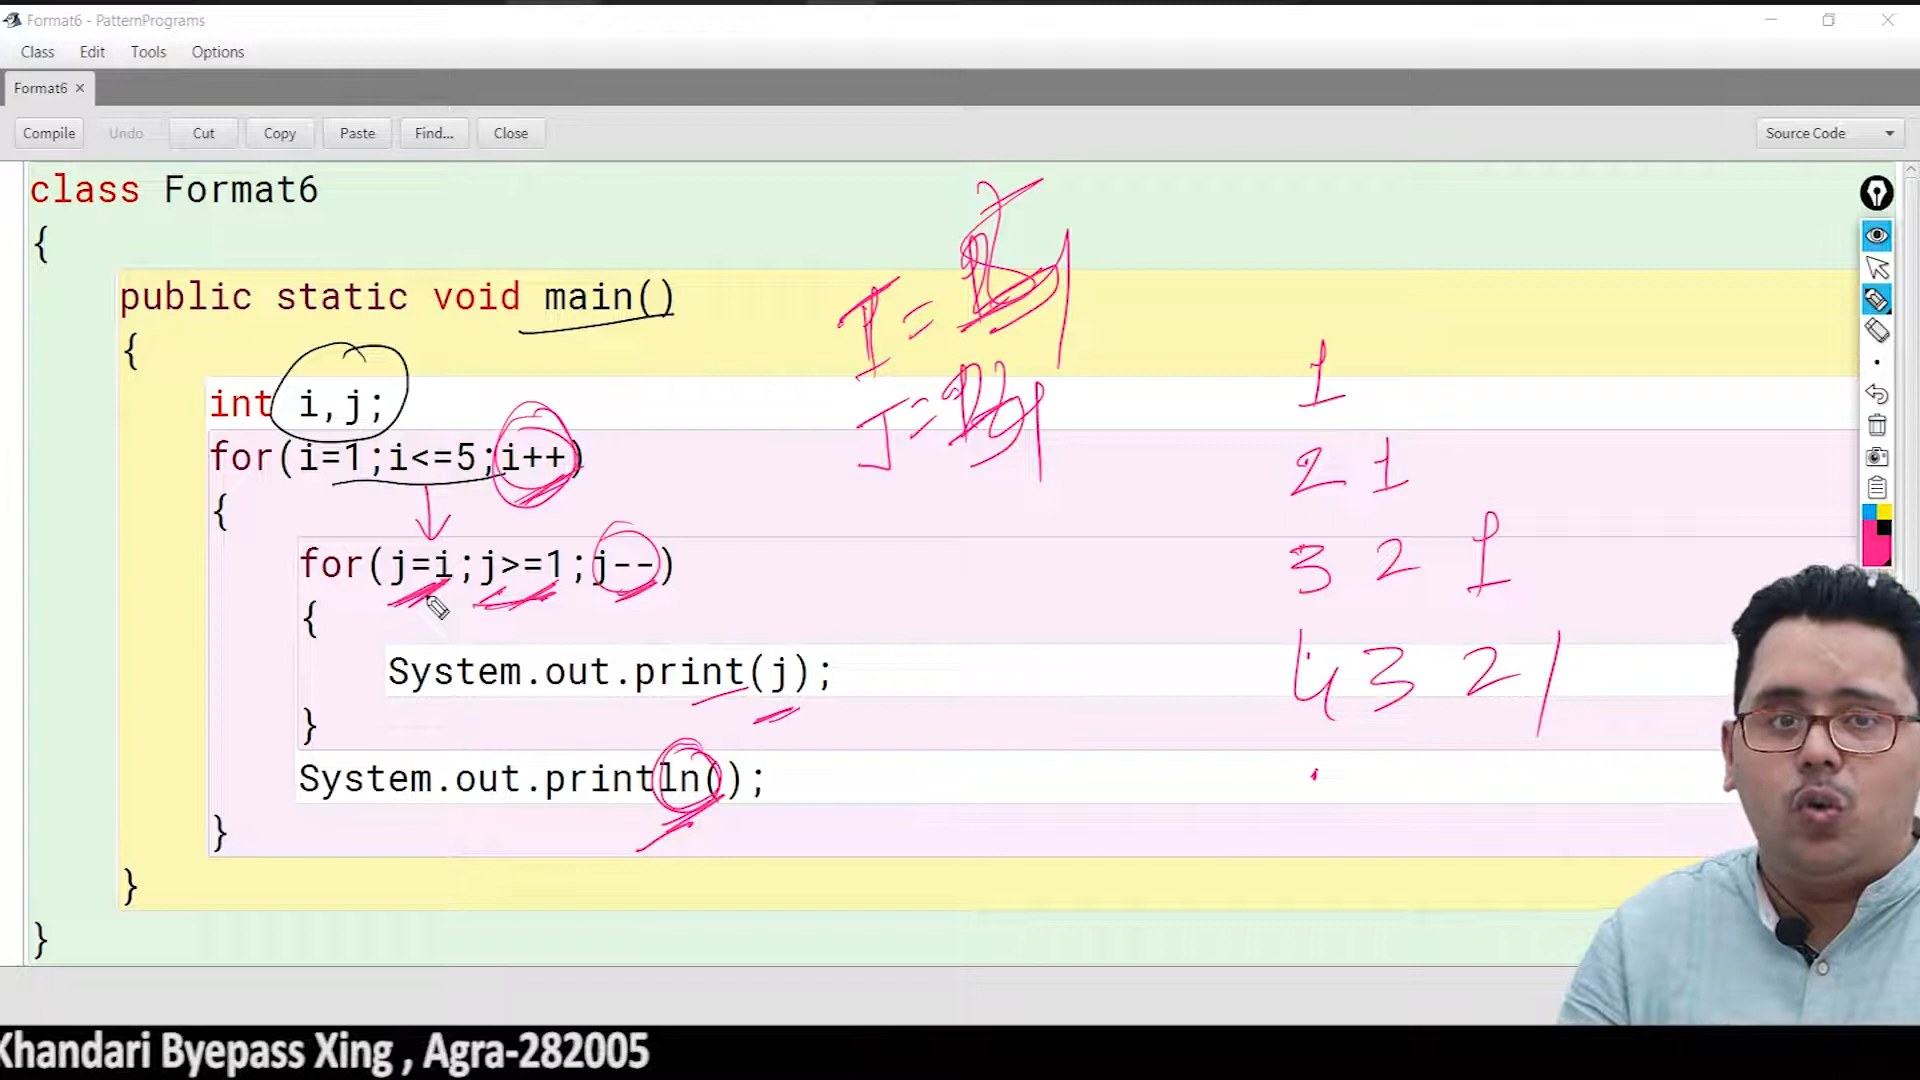 Format6 - PatternPrograms
Class Edit Tools Options
Format6 ×
Compile Undo Cut Copy Paste Find... Close Source Code
class Format6
{
public static void main()
{
int i,j;
for(i=1;i<=5;i++)
{
for(j=i;j>=1;j--)
{
System.out.print(j);
}
System.out.println();
}
}
}
I =
J =
1
2 1
3 2 1
4 3 2 1
Khandari Byepass Xing , Agra-282005